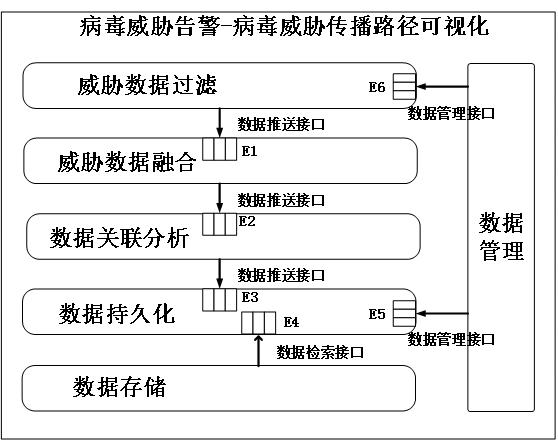 病毒威胁告警-病毒威胁传播路径可视化
威胁数据过滤
E6
数据管理接口
数据推送接口
E1
威胁数据融合
数据推送接口
E2
数据关联分析
数据
管理
数据推送接口
E3
数据持久化
E4
E5
数据管理接口
数据检索接口
数据存储